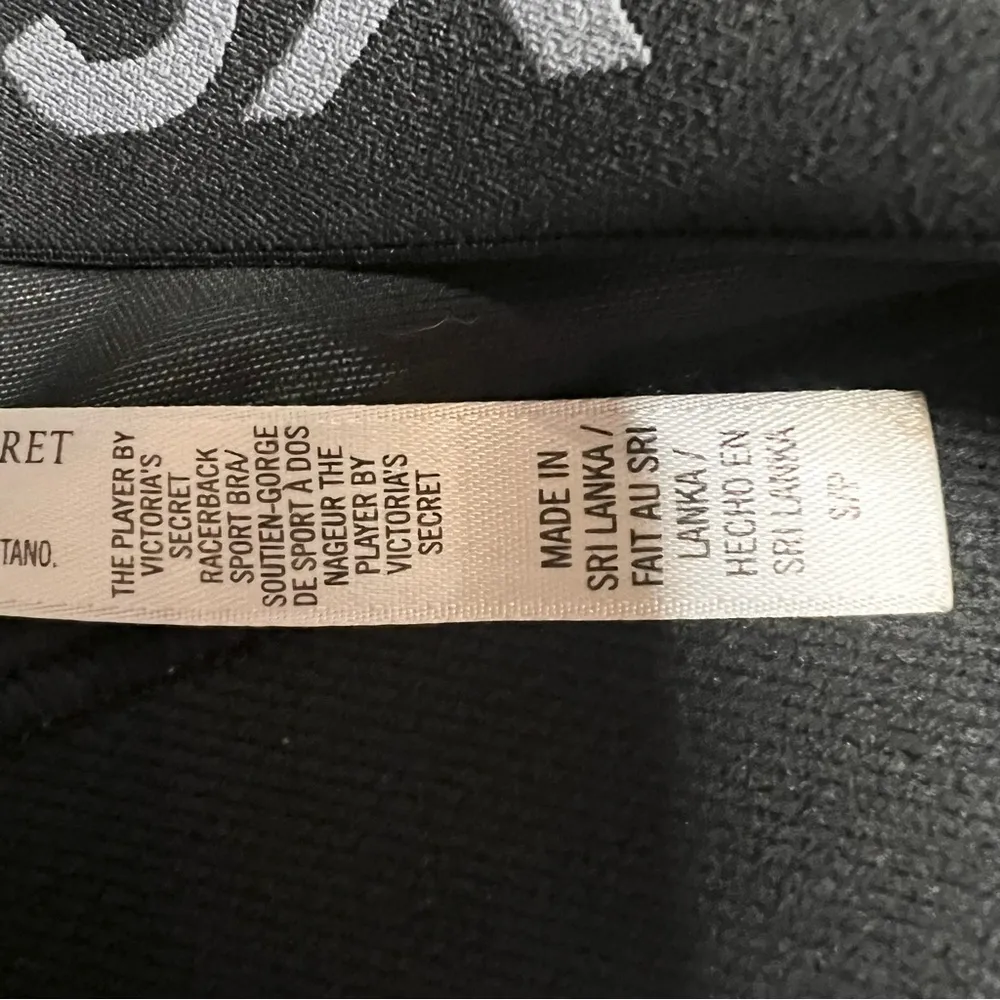 RET
TANO.
THE PLAYER BY
VICTORIA'S
SECRET
RACERBACK
SPORT BRA/
SOUTIEN-GORGE
DE SPORT À DOS
NAGEUR THE
PLAYER BY
VICTORIA'S
SECRET
MADE IN
SRI LANKA /
FAIT AU SRI
LANKA /
HECHO EN
SRI LANKA
S/P